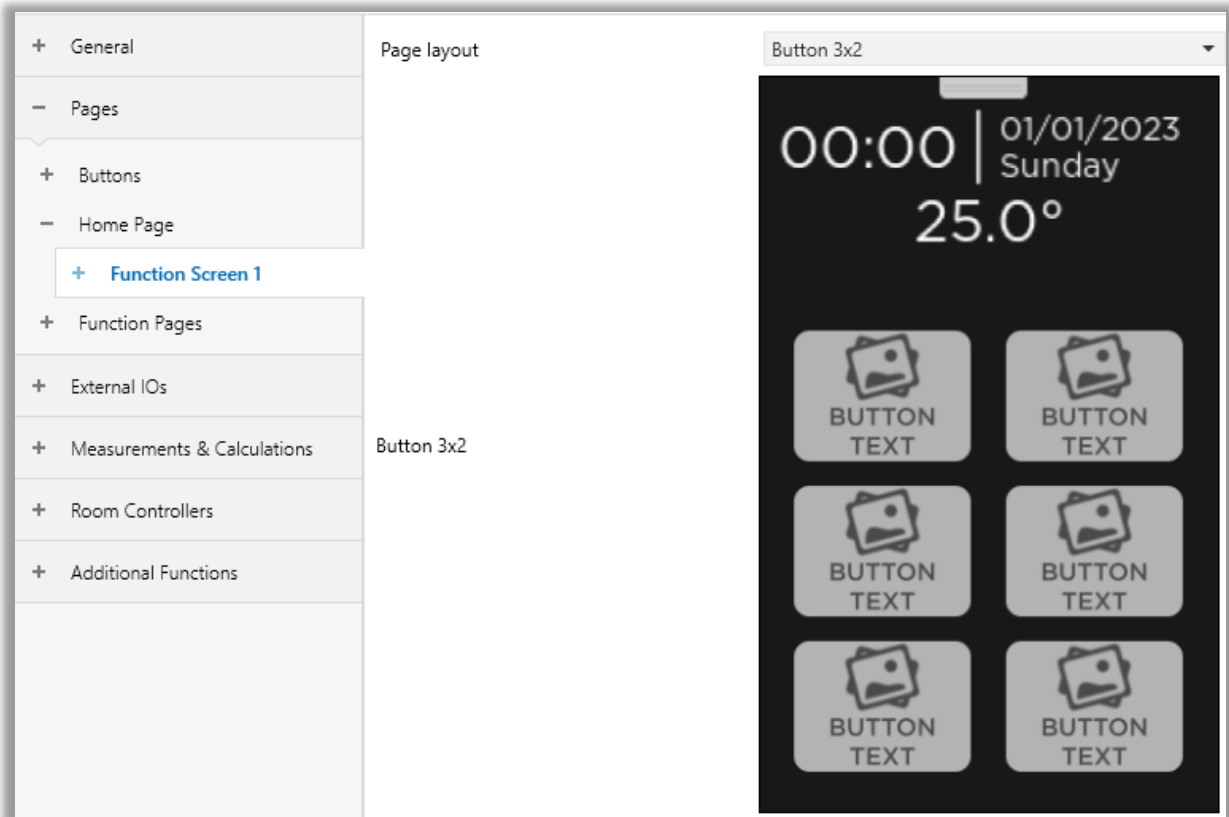 General
Pages
Buttons
Home Page
Function Screen 1
Function Pages
External IOs
Measurements & Calculations
Room Controllers
Additional Functions
Page layout
Button 3x2
00:00
01/01/2023
Sunday
25.0°
BUTTON
TEXT
BUTTON
TEXT
Button 3x2
BUTTON
TEXT
BUTTON
TEXT
BUTTON
TEXT
BUTTON
TEXT